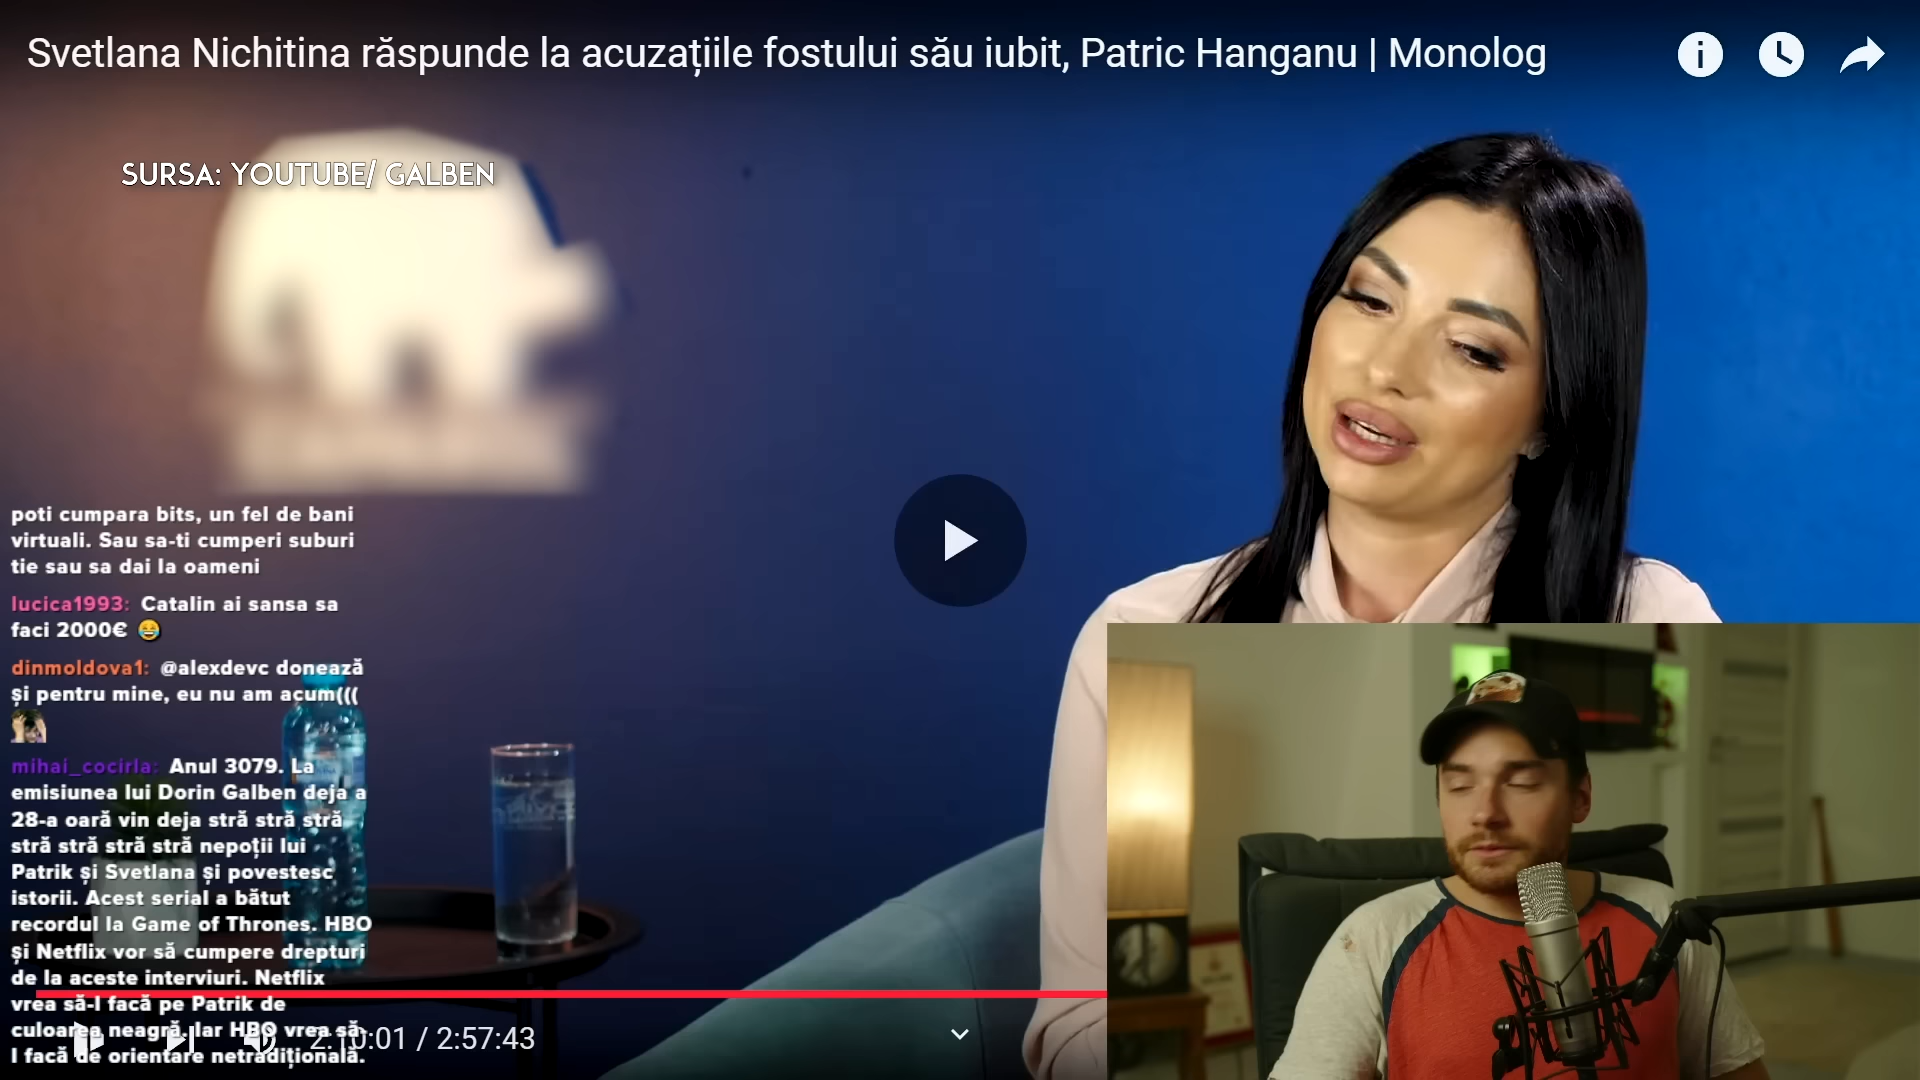 Svetlana Nichitina răspunde la acuzațiile fostului său iubit, Patric Hanganu | Monolog
SURSA: YOUTUBE/ GALBEN
poti cumpara bits, un fel de bani
virtuali. Sau sa-ti cumperi suburi
tie sau sa dai la oameni
lucica1993: Catalin ai sansa sa
faci 2000€ 😂
dinmoldova1: @alexdevc donează
și pentru mine, eu nu am acum(((
mihai_cocirla: Anul 3079. La
emisiunea lui Dorin Galben deja a
28-a oară vin deja stră stră stră
stră stră stră stră nepoții lui
Patrik și Svetlana și povestesc
istorii. Acest serial a bătut
recordul la Game of Thrones. HBO
și Netflix vor să cumpere drepturi
de la aceste interviuri. Netflix
vrea să-l facă pe Patrik de
culoarea neagră. Iar HBO vrea să-
l facă de orientare netradițională.
2:10:01 / 2:57:43